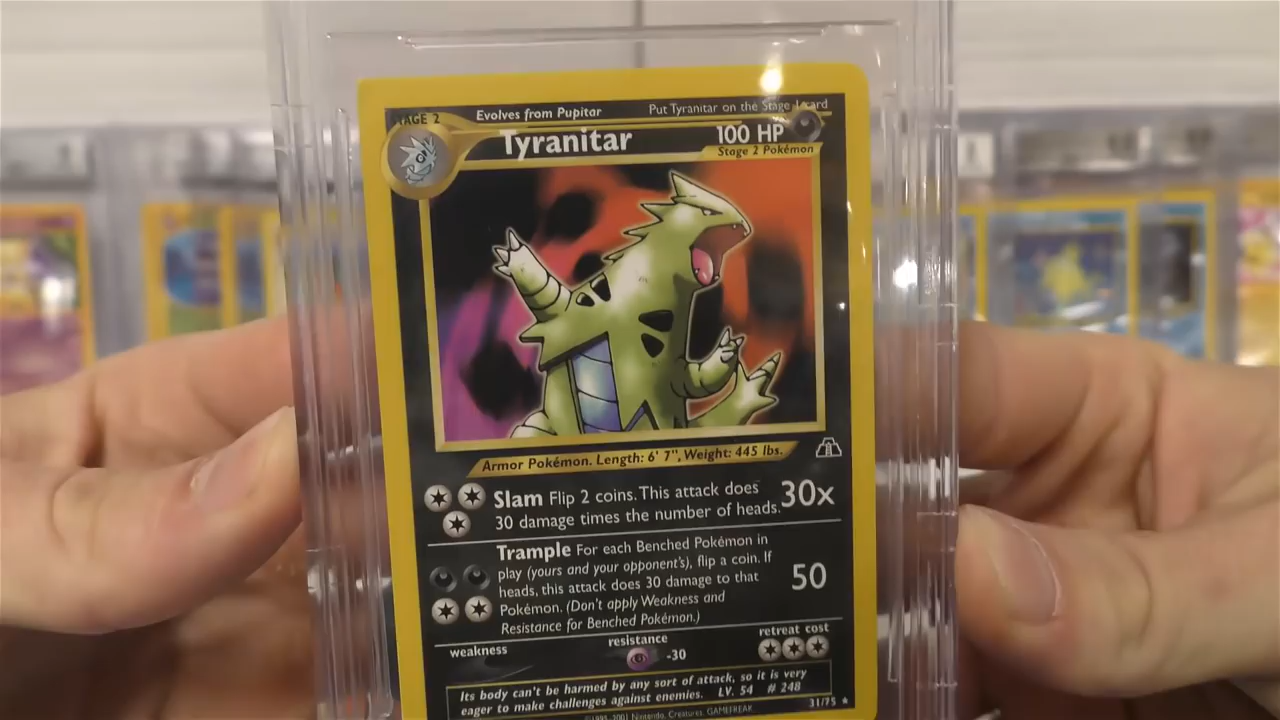 STAGE 2
Evolves from Pupitar
Put Tyranitar on the Stage 1 card
Tyranitar
100 HP
Stage 2 Pokémon
Armor Pokémon. Length: 6' 7", Weight: 445 lbs.
Slam Flip 2 coins. This attack does
30 damage times the number of heads.
30x
Trample For each Benched Pokémon in
play (yours and your opponent's), flip a coin. If
heads, this attack does 30 damage to that
Pokémon. (Don't apply Weakness and
Resistance for Benched Pokémon.)
50
weakness
resistance
-30
retreat cost
Its body can't be harmed by any sort of attack, so it is very
eager to make challenges against enemies. LV. 54 # 248
©1995-2001 Nintendo, Creatures, GAMEFREAK.
31/75 ★